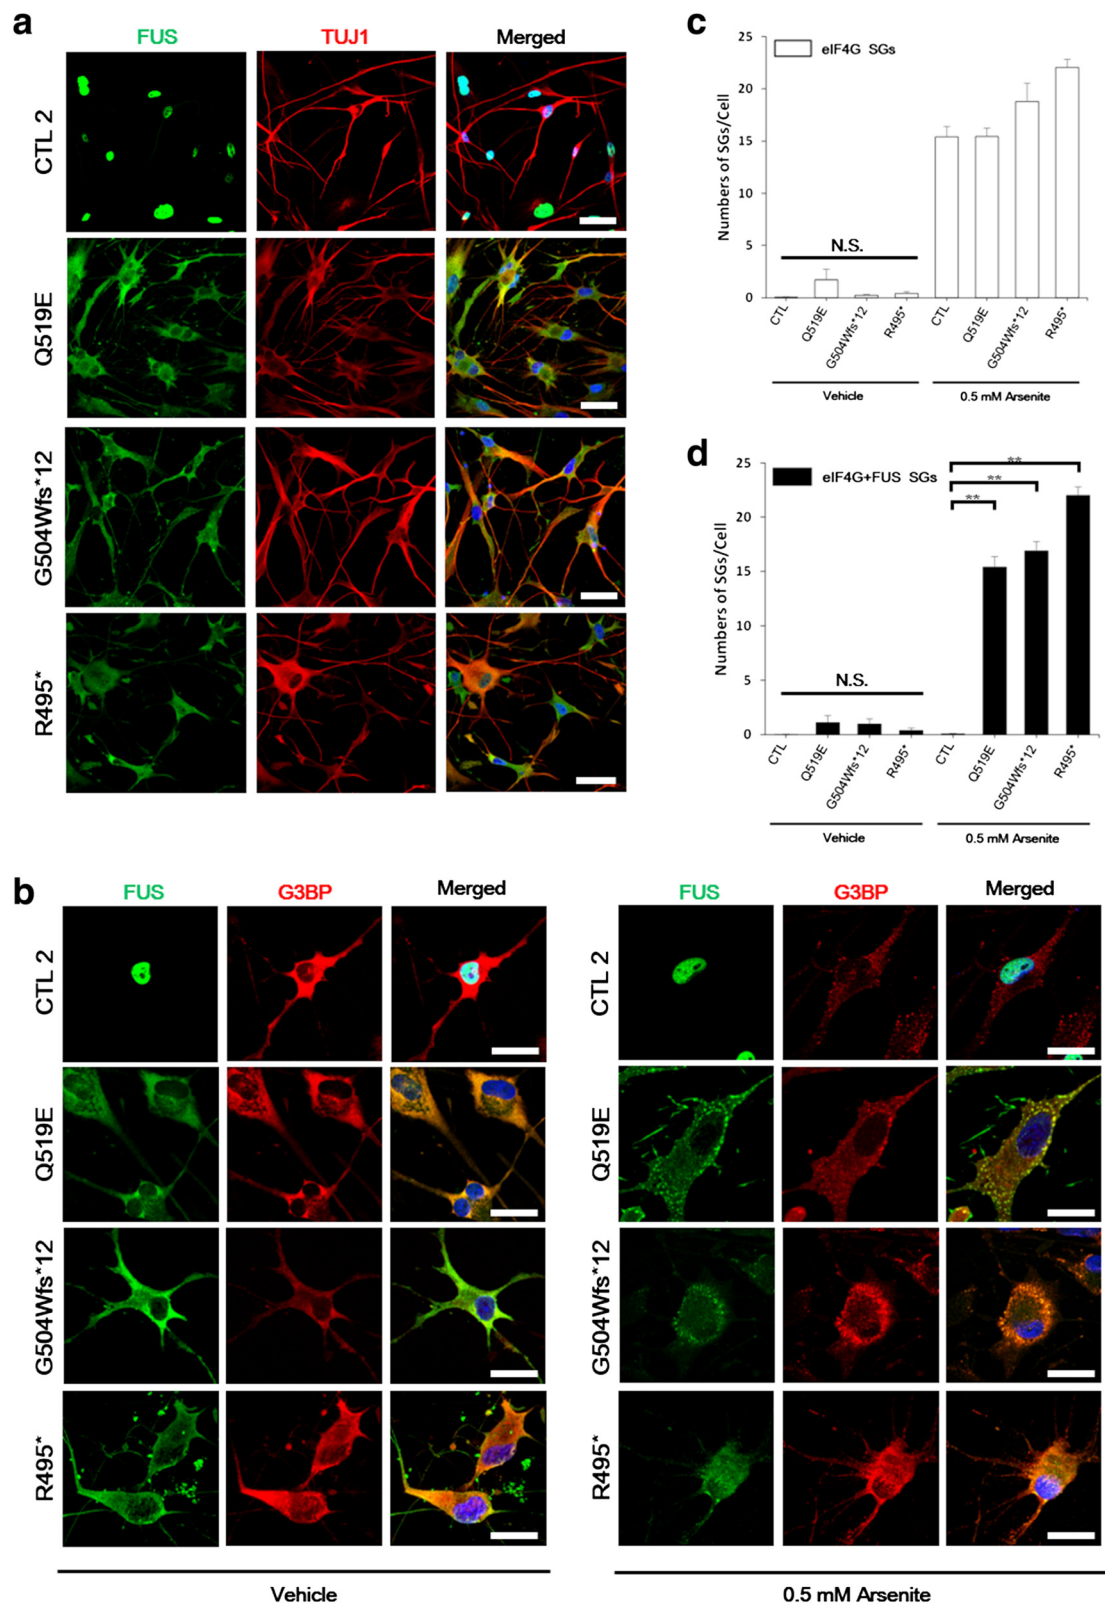 a
FUS TUJ1 Merged
CTL 2
Q519E
G504Wfs*12
R495*
c
25
20
15
10
5
0
Numbers of SGs/Cell
eIF4G SGs
N.S.
CTL Q519E G504Wfs*12 R495* CTL Q519E G504Wfs*12 R495*
Vehicle 0.5 mM Arsenite
d
25
20
15
10
5
0
Numbers of SGs/Cell
eIF4G+FUS SGs
**
**
**
N.S.
CTL Q519E G504Wfs*12 R495* CTL Q519E G504Wfs*12 R495*
Vehicle 0.5 mM Arsenite
b
FUS G3BP Merged
CTL 2
Q519E
G504Wfs*12
R495*
Vehicle
FUS G3BP Merged
CTL 2
Q519E
G504Wfs*12
R495*
0.5 mM Arsenite